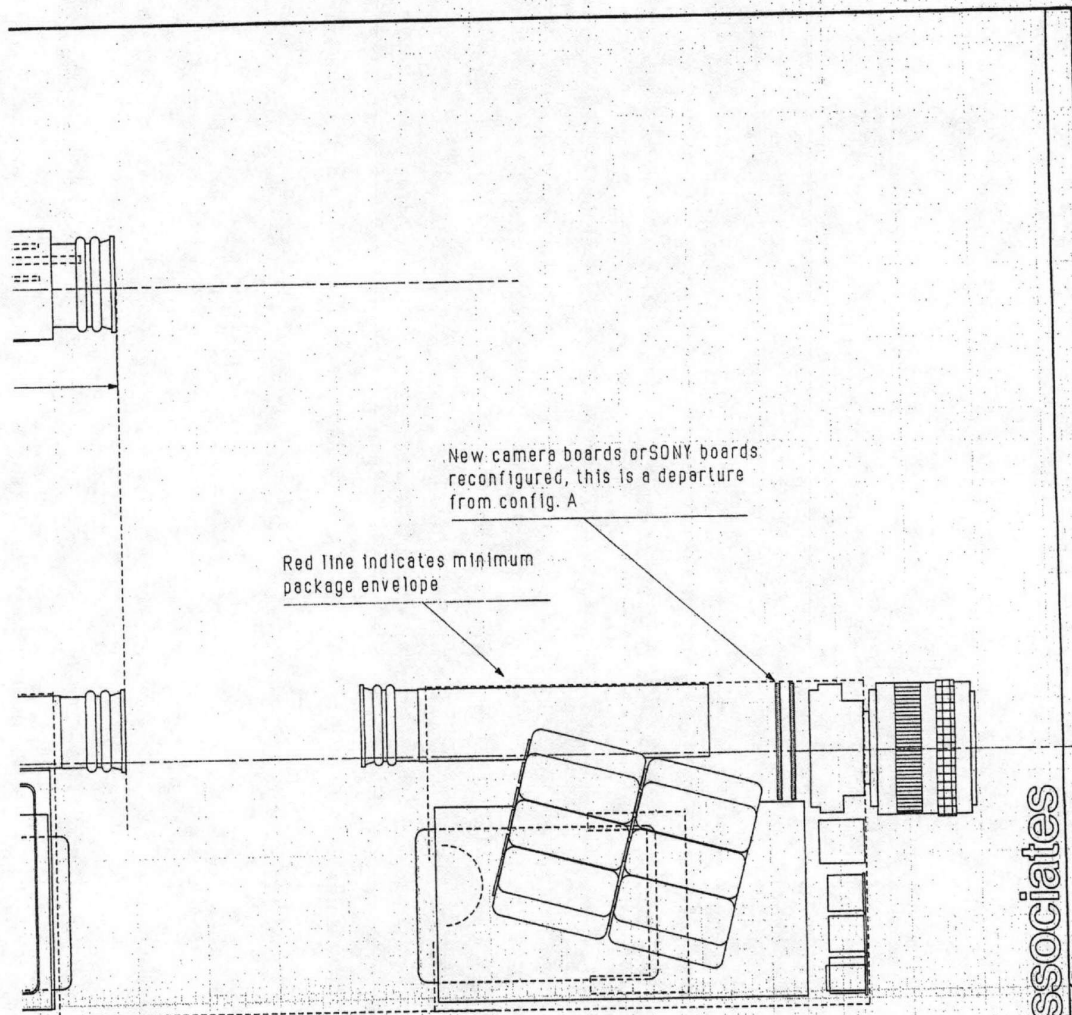 New camera boards orSONY boards
reconfigured, this is a departure
from config. A
Red line indicates minimum
package envelope
ssociates